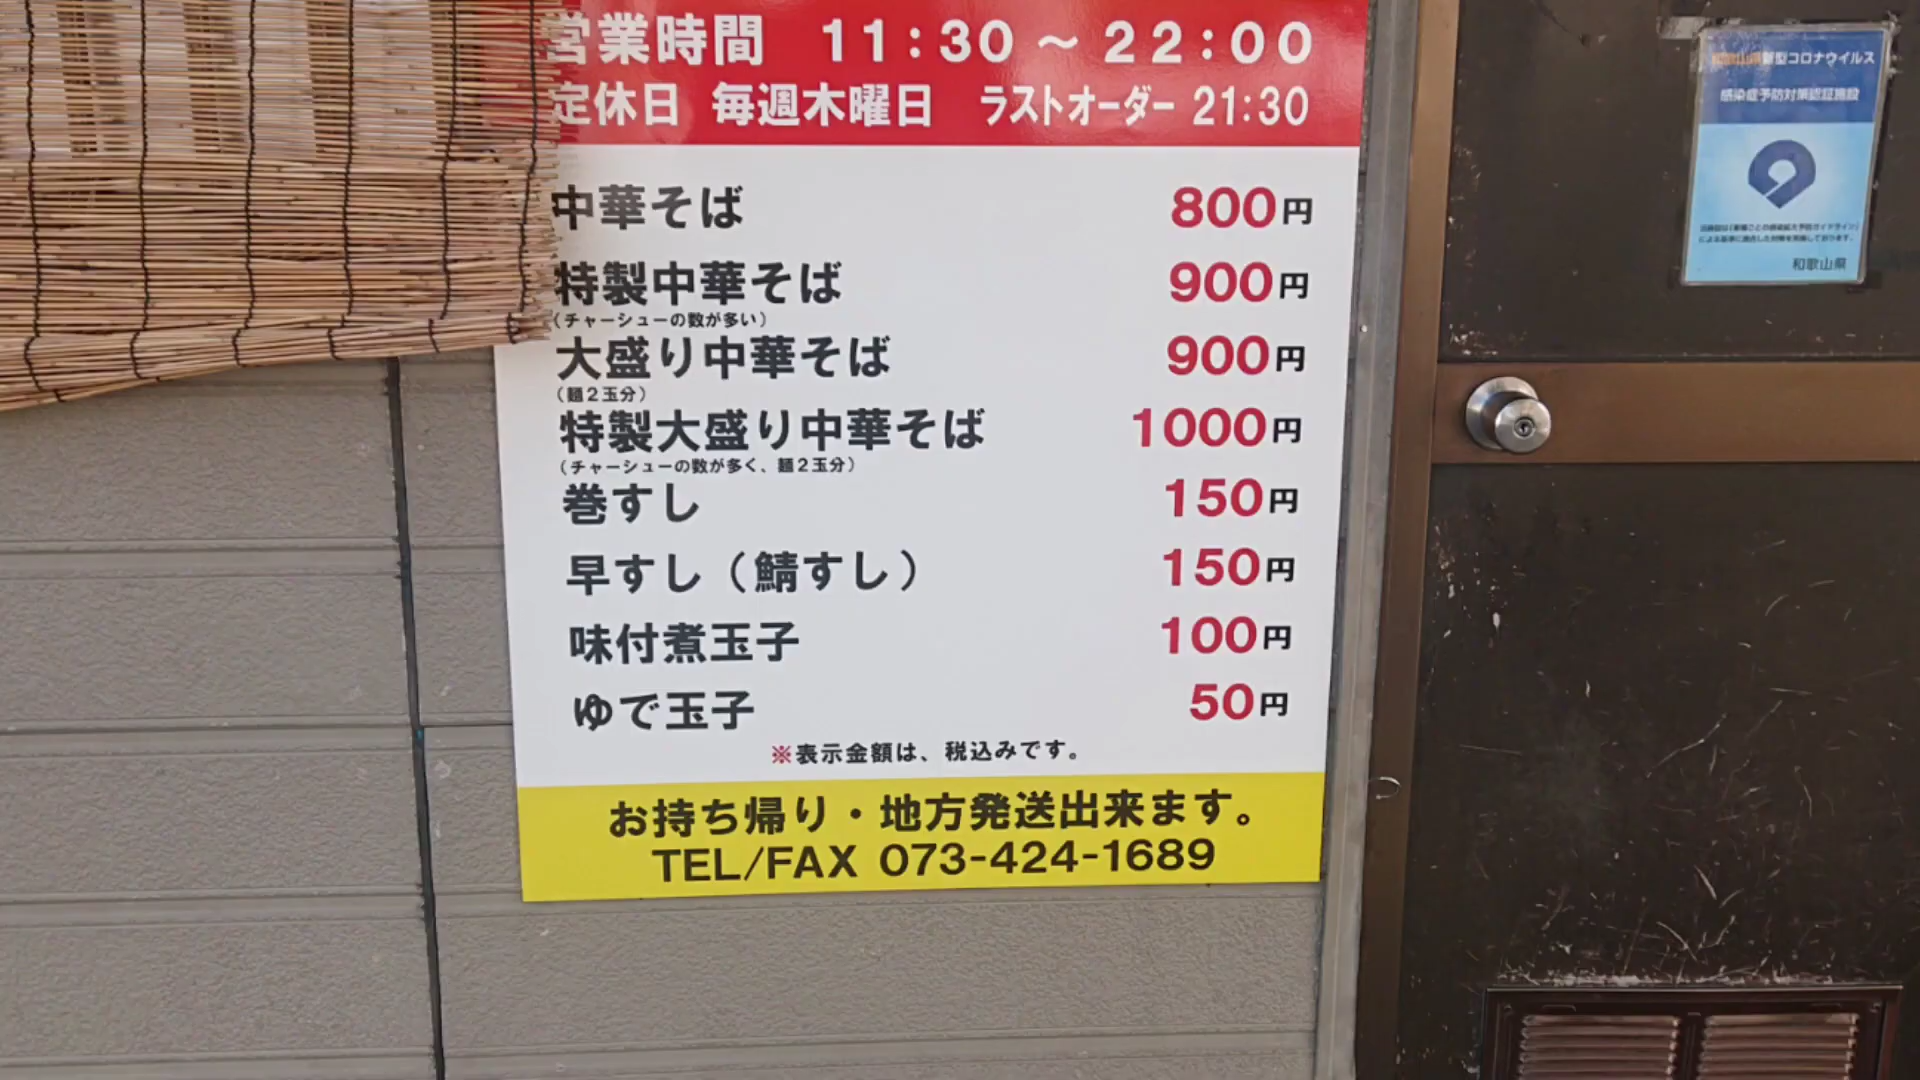 営業時間 11:30～22:00
定休日 毎週木曜日 ラストオーダー 21:30
中華そば 800円
特製中華そば 900円
(チャーシューの数が多い)
大盛り中華そば 900円
(麺2玉分)
特製大盛り中華そば 1000円
(チャーシューの数が多く、麺2玉分)
巻すし 150円
早すし(鯖すし) 150円
味付煮玉子 100円
ゆで玉子 50円
※表示金額は、税込みです。
お持ち帰り・地方発送出来ます。
TEL/FAX 073-424-1689
新型コロナウイルス
感染症予防対策認証施設
和歌山県